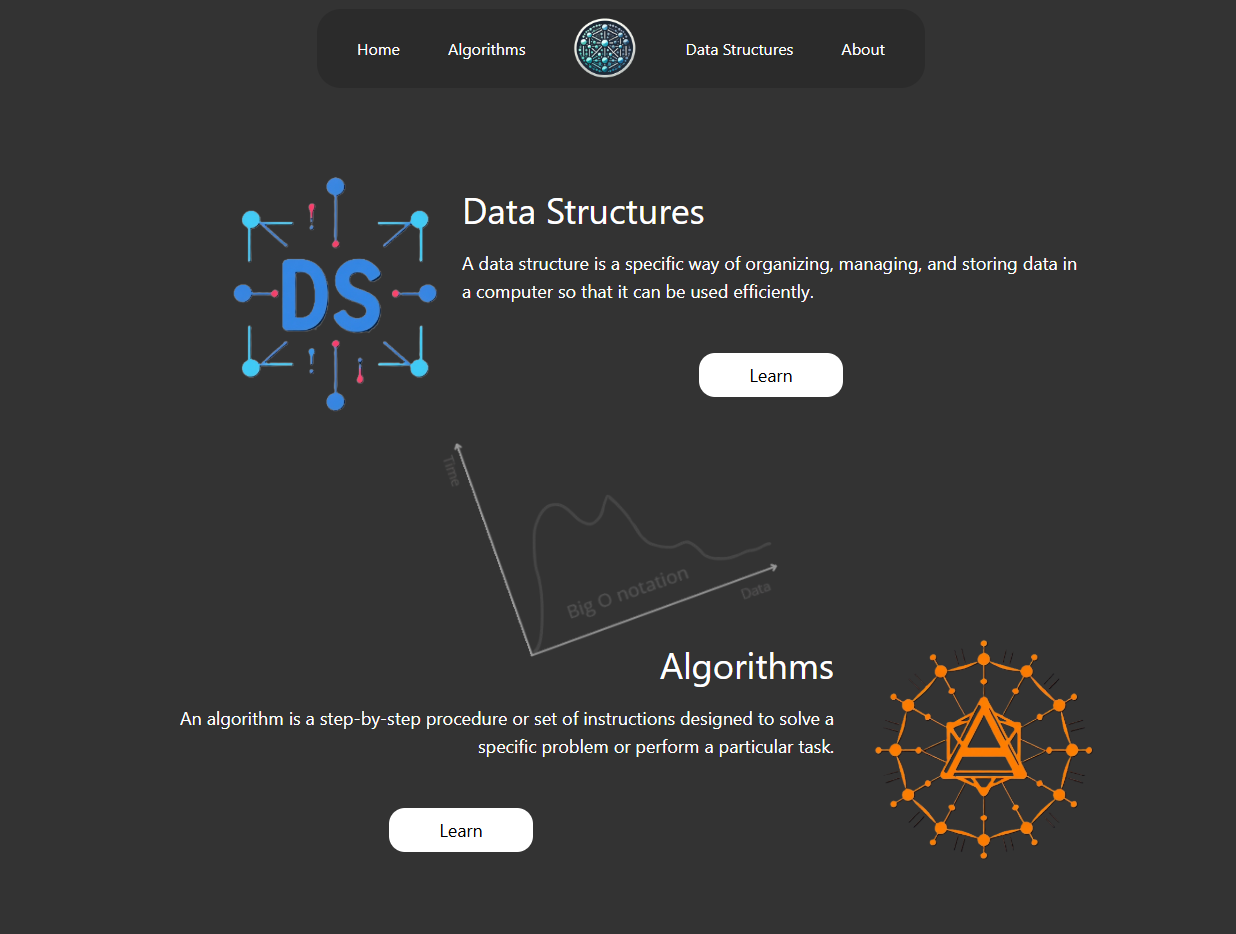 Home
Algorithms
Data Structures
About
DS
Data Structures
A data structure is a specific way of organizing, managing, and storing data in
a computer so that it can be used efficiently.
Learn
Time
Big O notation
Data
Algorithms
An algorithm is a step-by-step procedure or set of instructions designed to solve a
specific problem or perform a particular task.
Learn